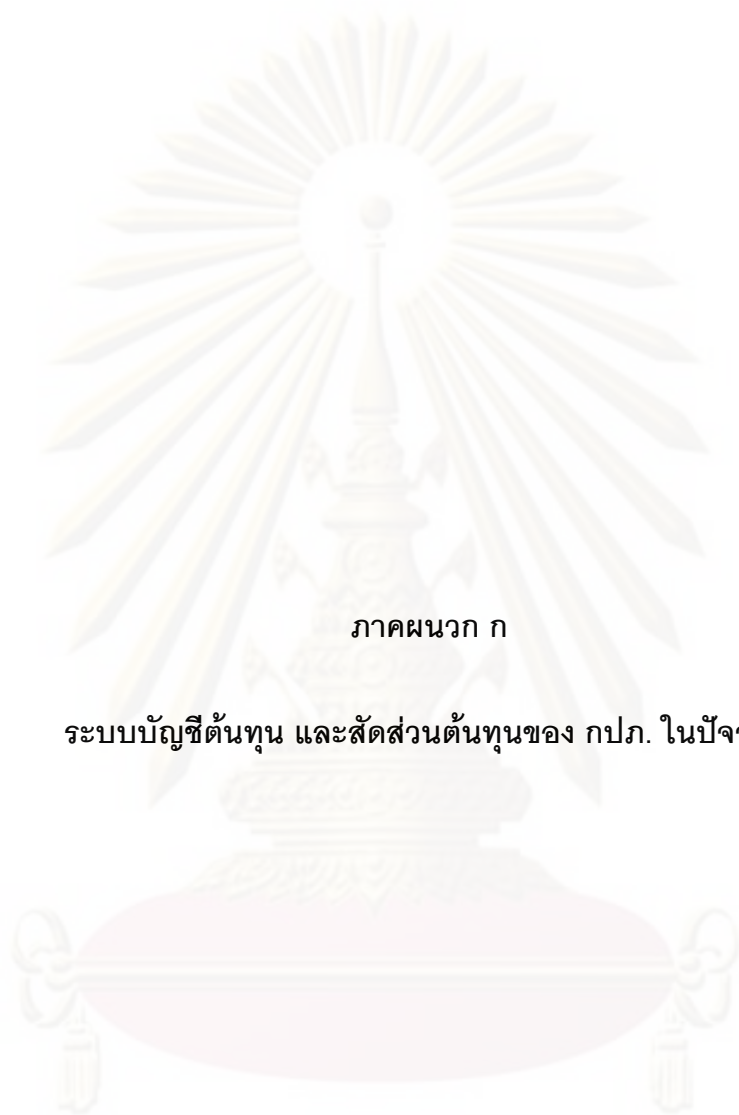 ภาคผนวก ก
ระบบบัญชีต้นทุน และสัดส่วนต้นทุนของ กปภ. ในปัจ